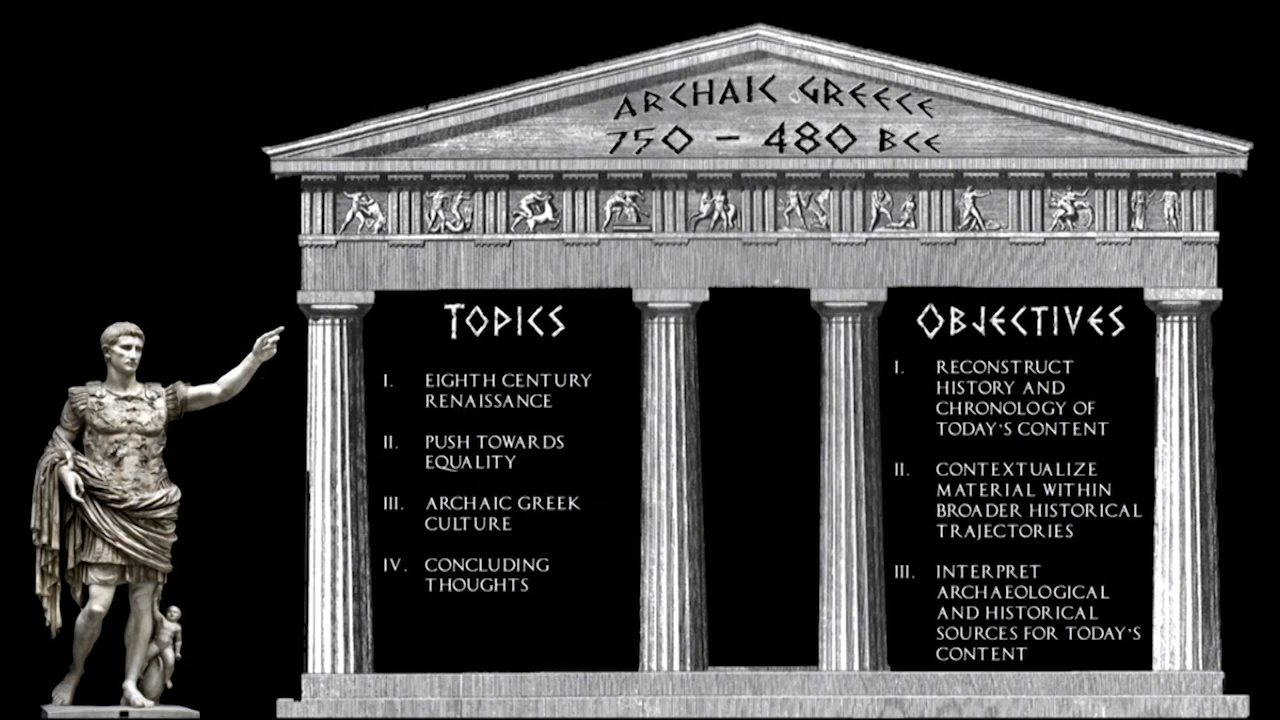 ARCHAIC GREECE
750 – 480 BCE
TOPICS
I. EIGHTH CENTURY
RENAISSANCE
II. PUSH TOWARDS
EQUALITY
III. ARCHAIC GREEK
CULTURE
IV. CONCLUDING
THOUGHTS
OBJECTIVES
I. RECONSTRUCT
HISTORY AND
CHRONOLOGY OF
TODAY'S CONTENT
II. CONTEXTUALIZE
MATERIAL WITHIN
BROADER HISTORICAL
TRAJECTORIES
III. INTERPRET
ARCHAEOLOGICAL
AND HISTORICAL
SOURCES FOR TODAY'S
CONTENT